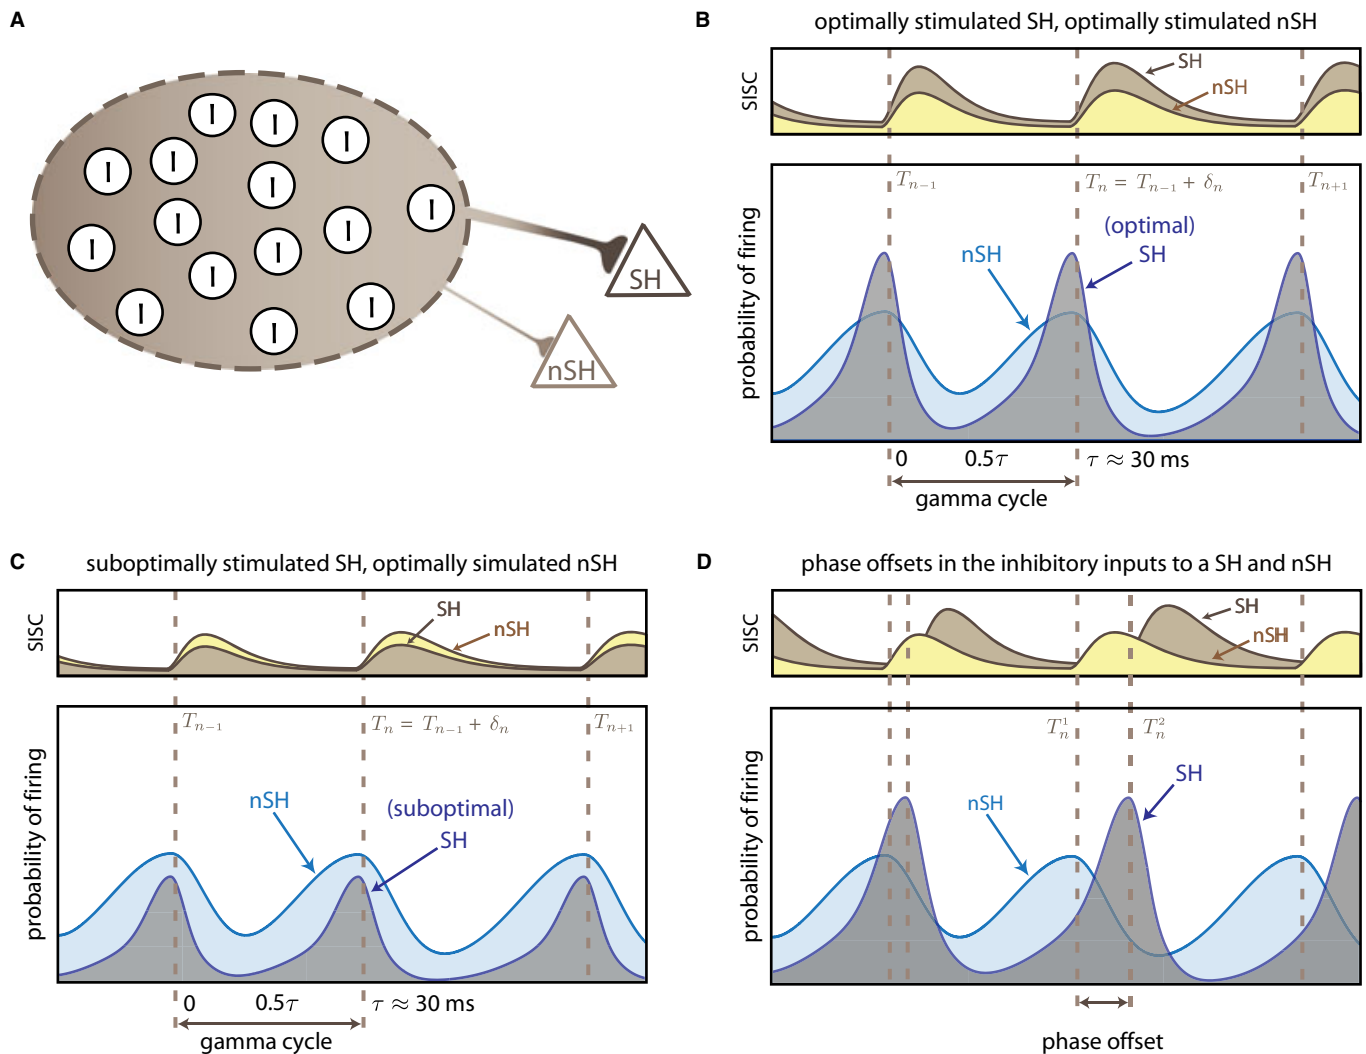 A
I
I
I
I
I
I
I
I
I
I
I
I
I
I
SH
nSH
B
optimally stimulated SH, optimally stimulated nSH
SISC
SH
nSH
probability of firing
Tₙ₋₁
Tₙ = Tₙ₋₁ + δₙ
Tₙ₊₁
(optimal)
SH
nSH
0
0.5τ
τ ≈ 30 ms
gamma cycle
C
suboptimally stimulated SH, optimally simulated nSH
SISC
SH
nSH
probability of firing
Tₙ₋₁
Tₙ = Tₙ₋₁ + δₙ
Tₙ₊₁
nSH
(suboptimal)
SH
0
0.5τ
τ ≈ 30 ms
gamma cycle
D
phase offsets in the inhibitory inputs to a SH and nSH
SISC
SH
nSH
probability of firing
Tₙ¹
Tₙ²
SH
nSH
phase offset